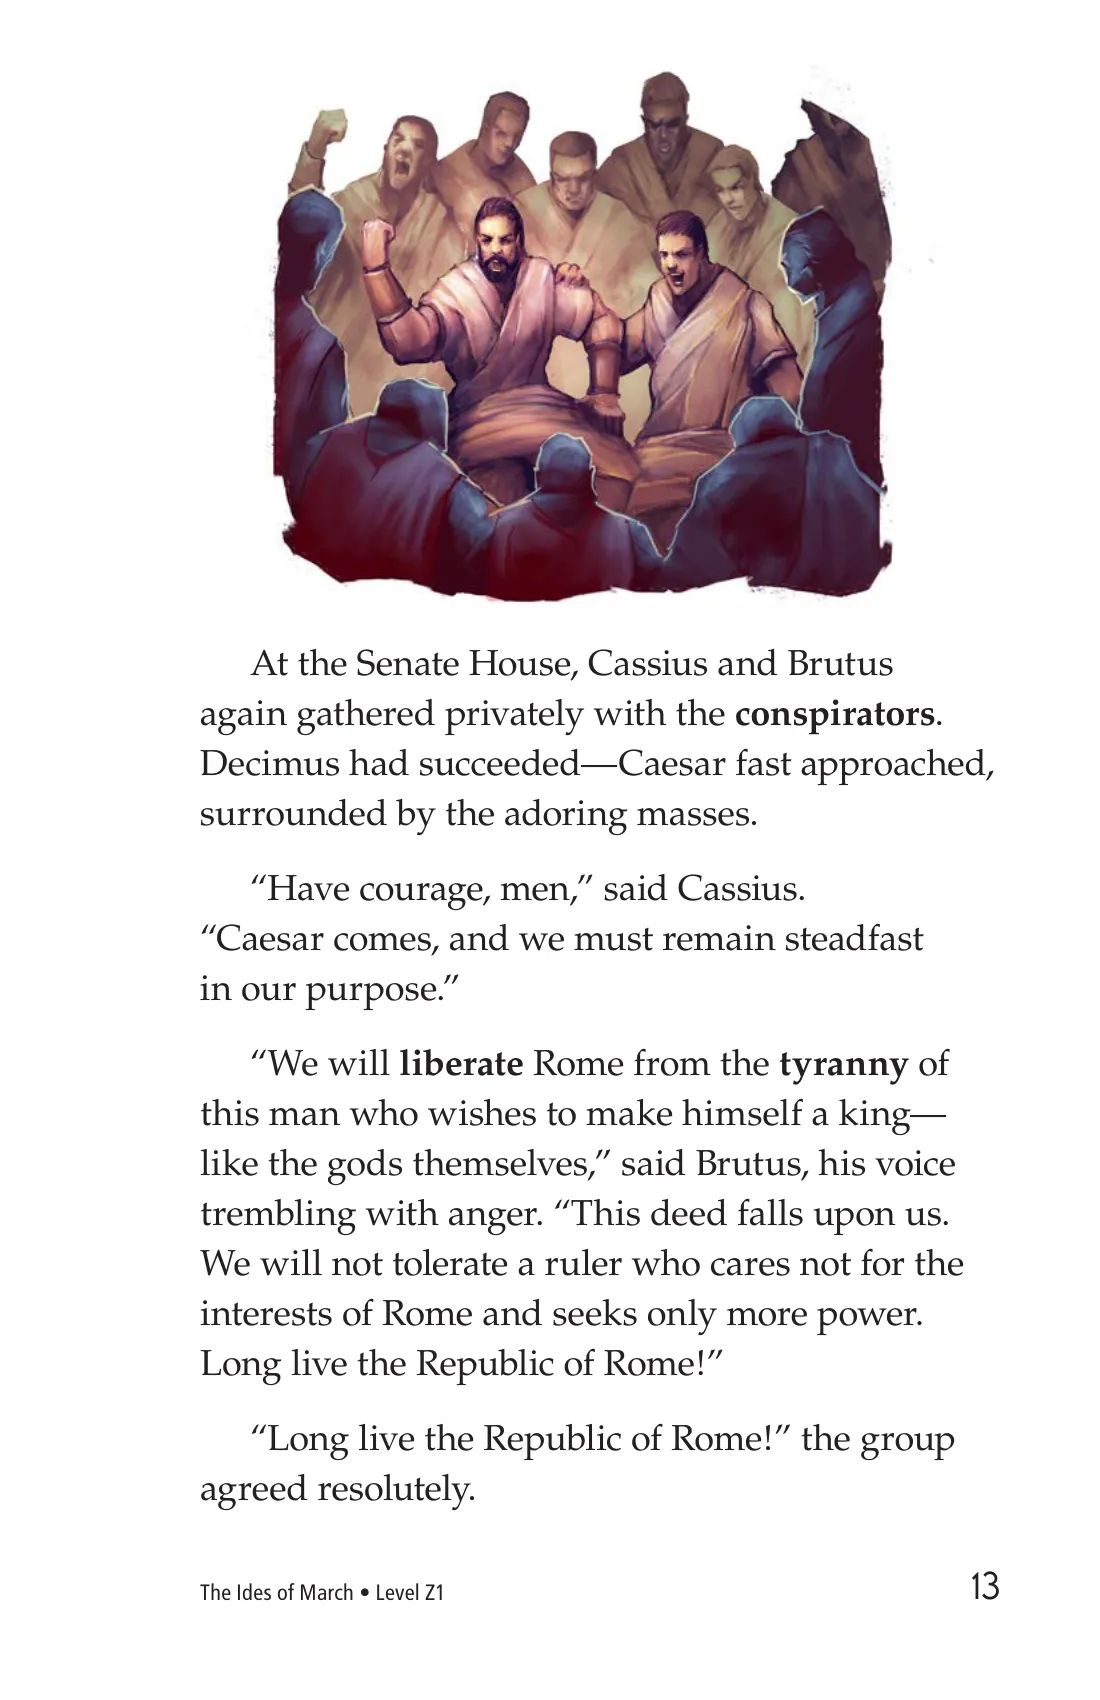 At the Senate House, Cassius and Brutus
again gathered privately with the conspirators.
Decimus had succeeded—Caesar fast approached,
surrounded by the adoring masses.
“Have courage, men,” said Cassius.
“Caesar comes, and we must remain steadfast
in our purpose.”
“We will liberate Rome from the tyranny of
this man who wishes to make himself a king—
like the gods themselves,” said Brutus, his voice
trembling with anger. “This deed falls upon us.
We will not tolerate a ruler who cares not for the
interests of Rome and seeks only more power.
Long live the Republic of Rome!”
“Long live the Republic of Rome!” the group
agreed resolutely.
The Ides of March • Level Z1
13